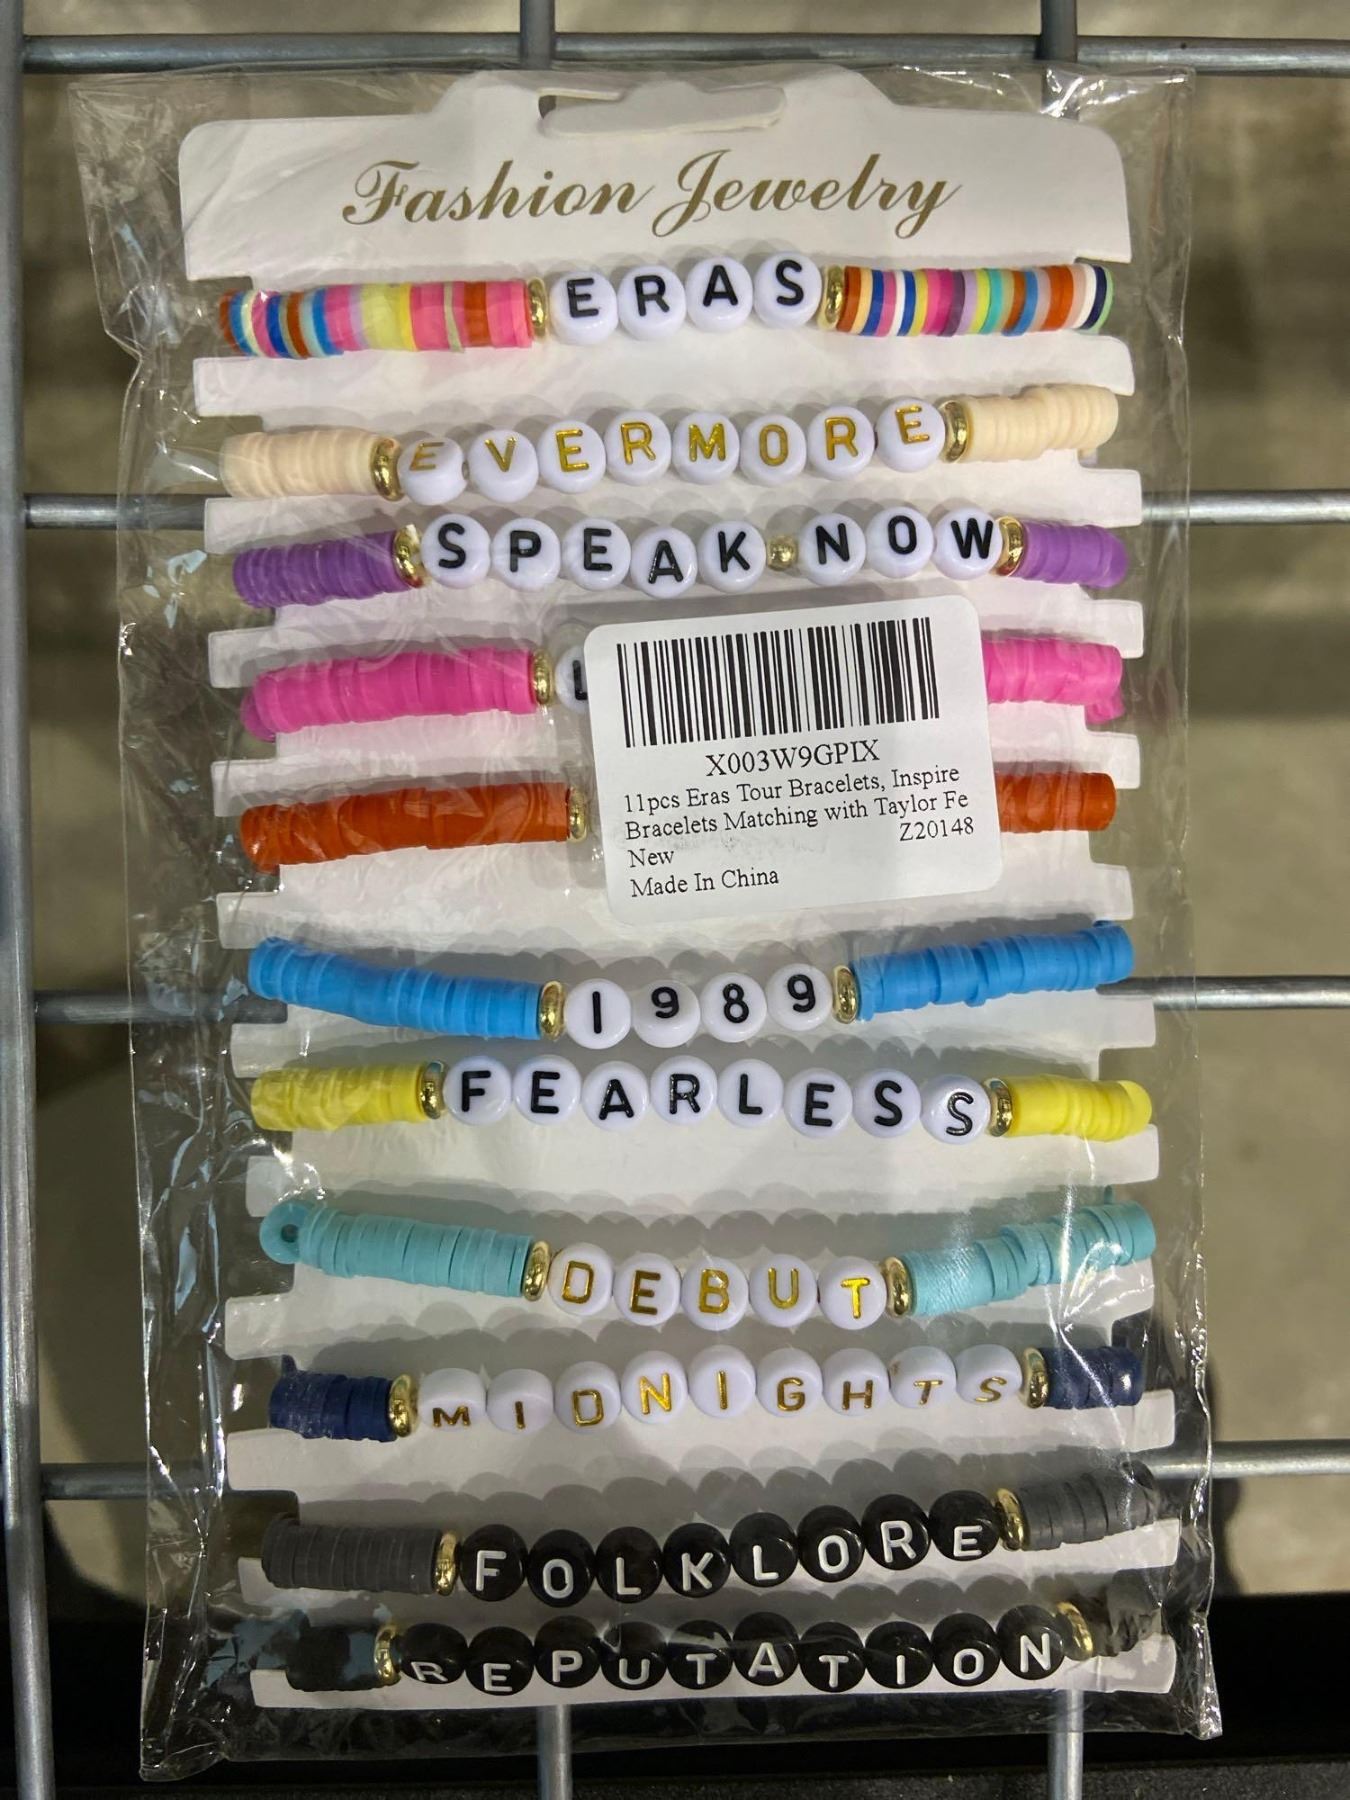 Fashion Jewelry
ERAS
EVERMORE
SPEAK NOW
L
X003W9GPIX
11pcs Eras Tour Bracelets, Inspire
Bracelets Matching with Taylor Fe
Z20148
New
Made In China
1989
FEARLESS
DEBUT
MIDNIGHTS
FOLKLORE
REPUTATION